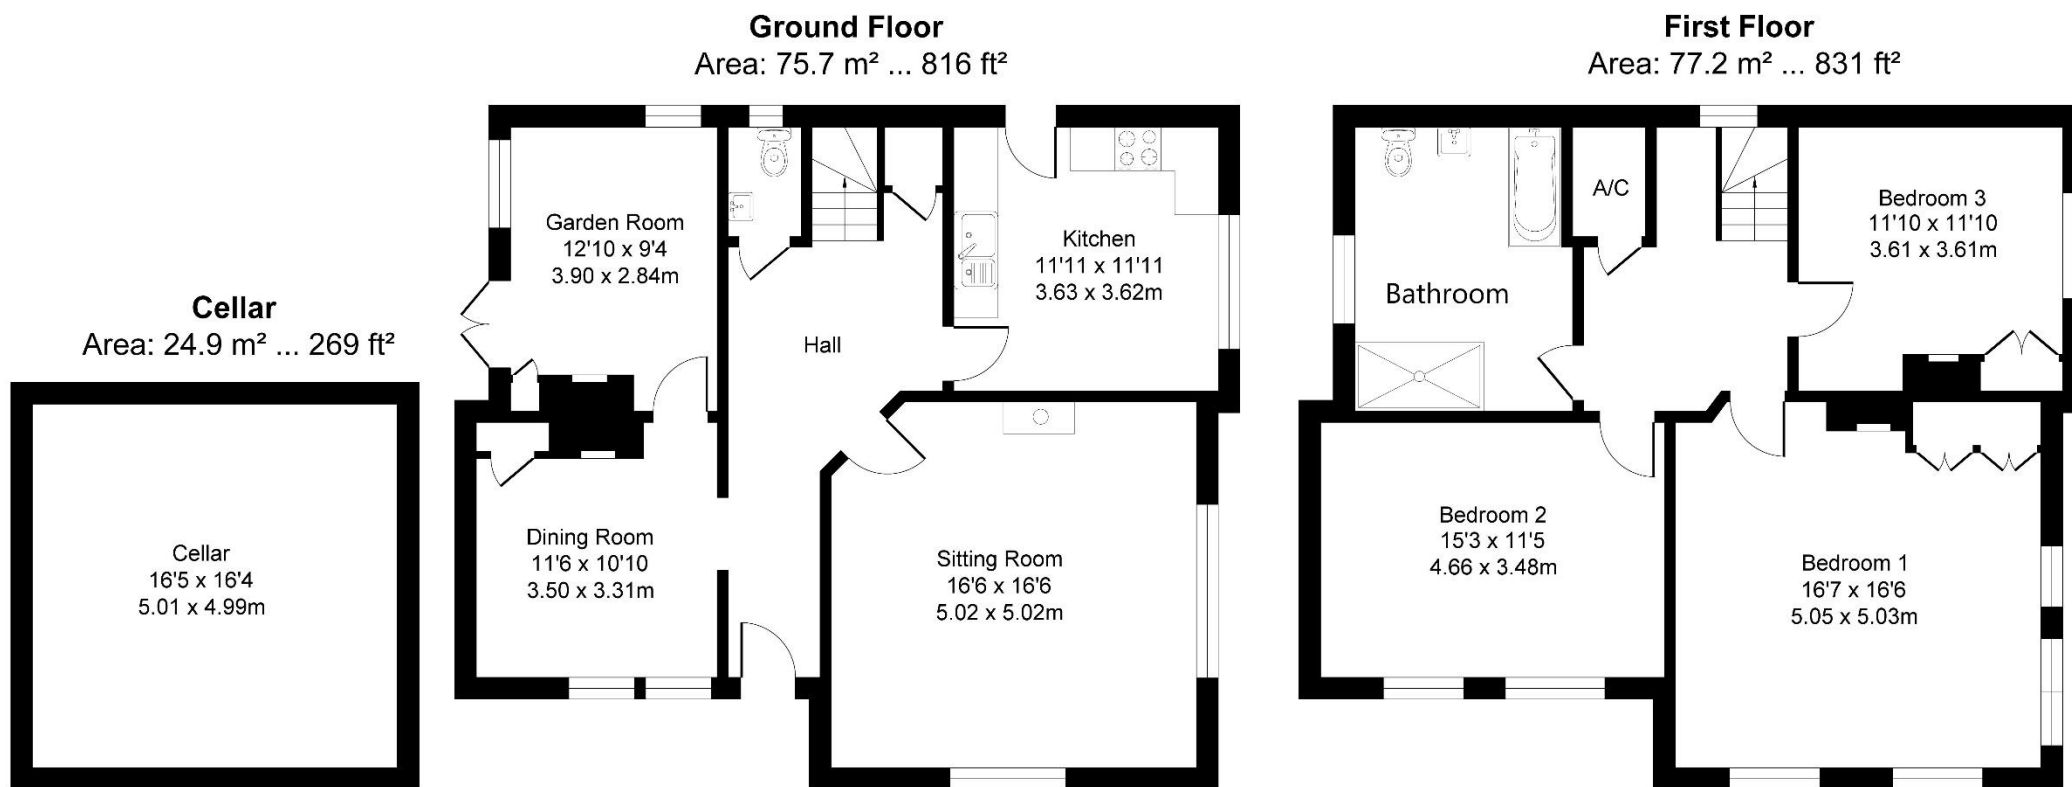 Cellar
Area: 24.9 m² ... 269 ft²
Cellar
16'5 x 16'4
5.01 x 4.99m
Ground Floor
Area: 75.7 m² ... 816 ft²
Garden Room
12'10 x 9'4
3.90 x 2.84m
Kitchen
11'11 x 11'11
3.63 x 3.62m
Hall
Dining Room
11'6 x 10'10
3.50 x 3.31m
Sitting Room
16'6 x 16'6
5.02 x 5.02m
First Floor
Area: 77.2 m² ... 831 ft²
A/C
Bedroom 3
11'10 x 11'10
3.61 x 3.61m
Bathroom
Bedroom 2
15'3 x 11'5
4.66 x 3.48m
Bedroom 1
16'7 x 16'6
5.05 x 5.03m